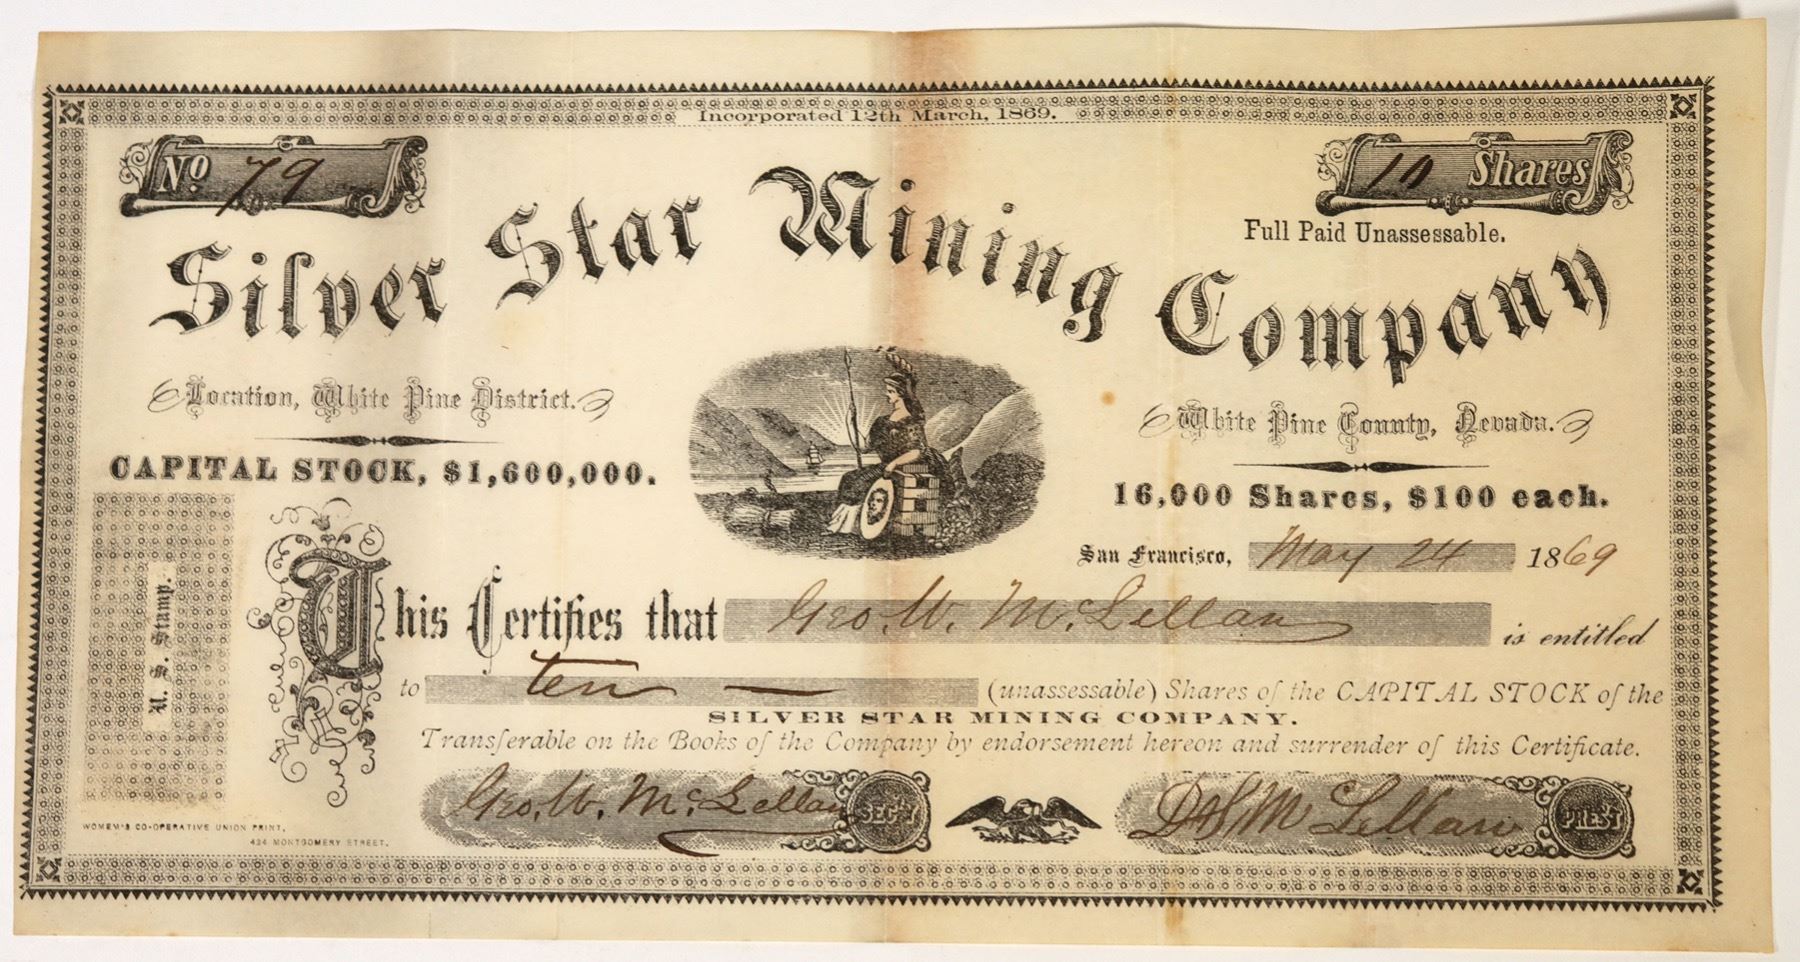 Incorporated 12th March, 1869.
No. 79
10 Shares
Full Paid Unassessable.
Silver Star Mining Company
Location, White Pine District.
White Pine County, Nevada.
CAPITAL STOCK, $1,600,000.
16,000 Shares, $100 each.
San Francisco, May 24 1869
U. S. Stamp.
This Certifies that Geo. W. McLellan is entitled
to ten — (unassessable) Shares of the CAPITAL STOCK of the
SILVER STAR MINING COMPANY.
Transferable on the Books of the Company by endorsement hereon and surrender of this Certificate.
WOMEN'S CO-OPERATIVE UNION PRINT,
424 MONTGOMERY STREET.
Geo. W. McLellan SEC'Y
McLellan PRES'T